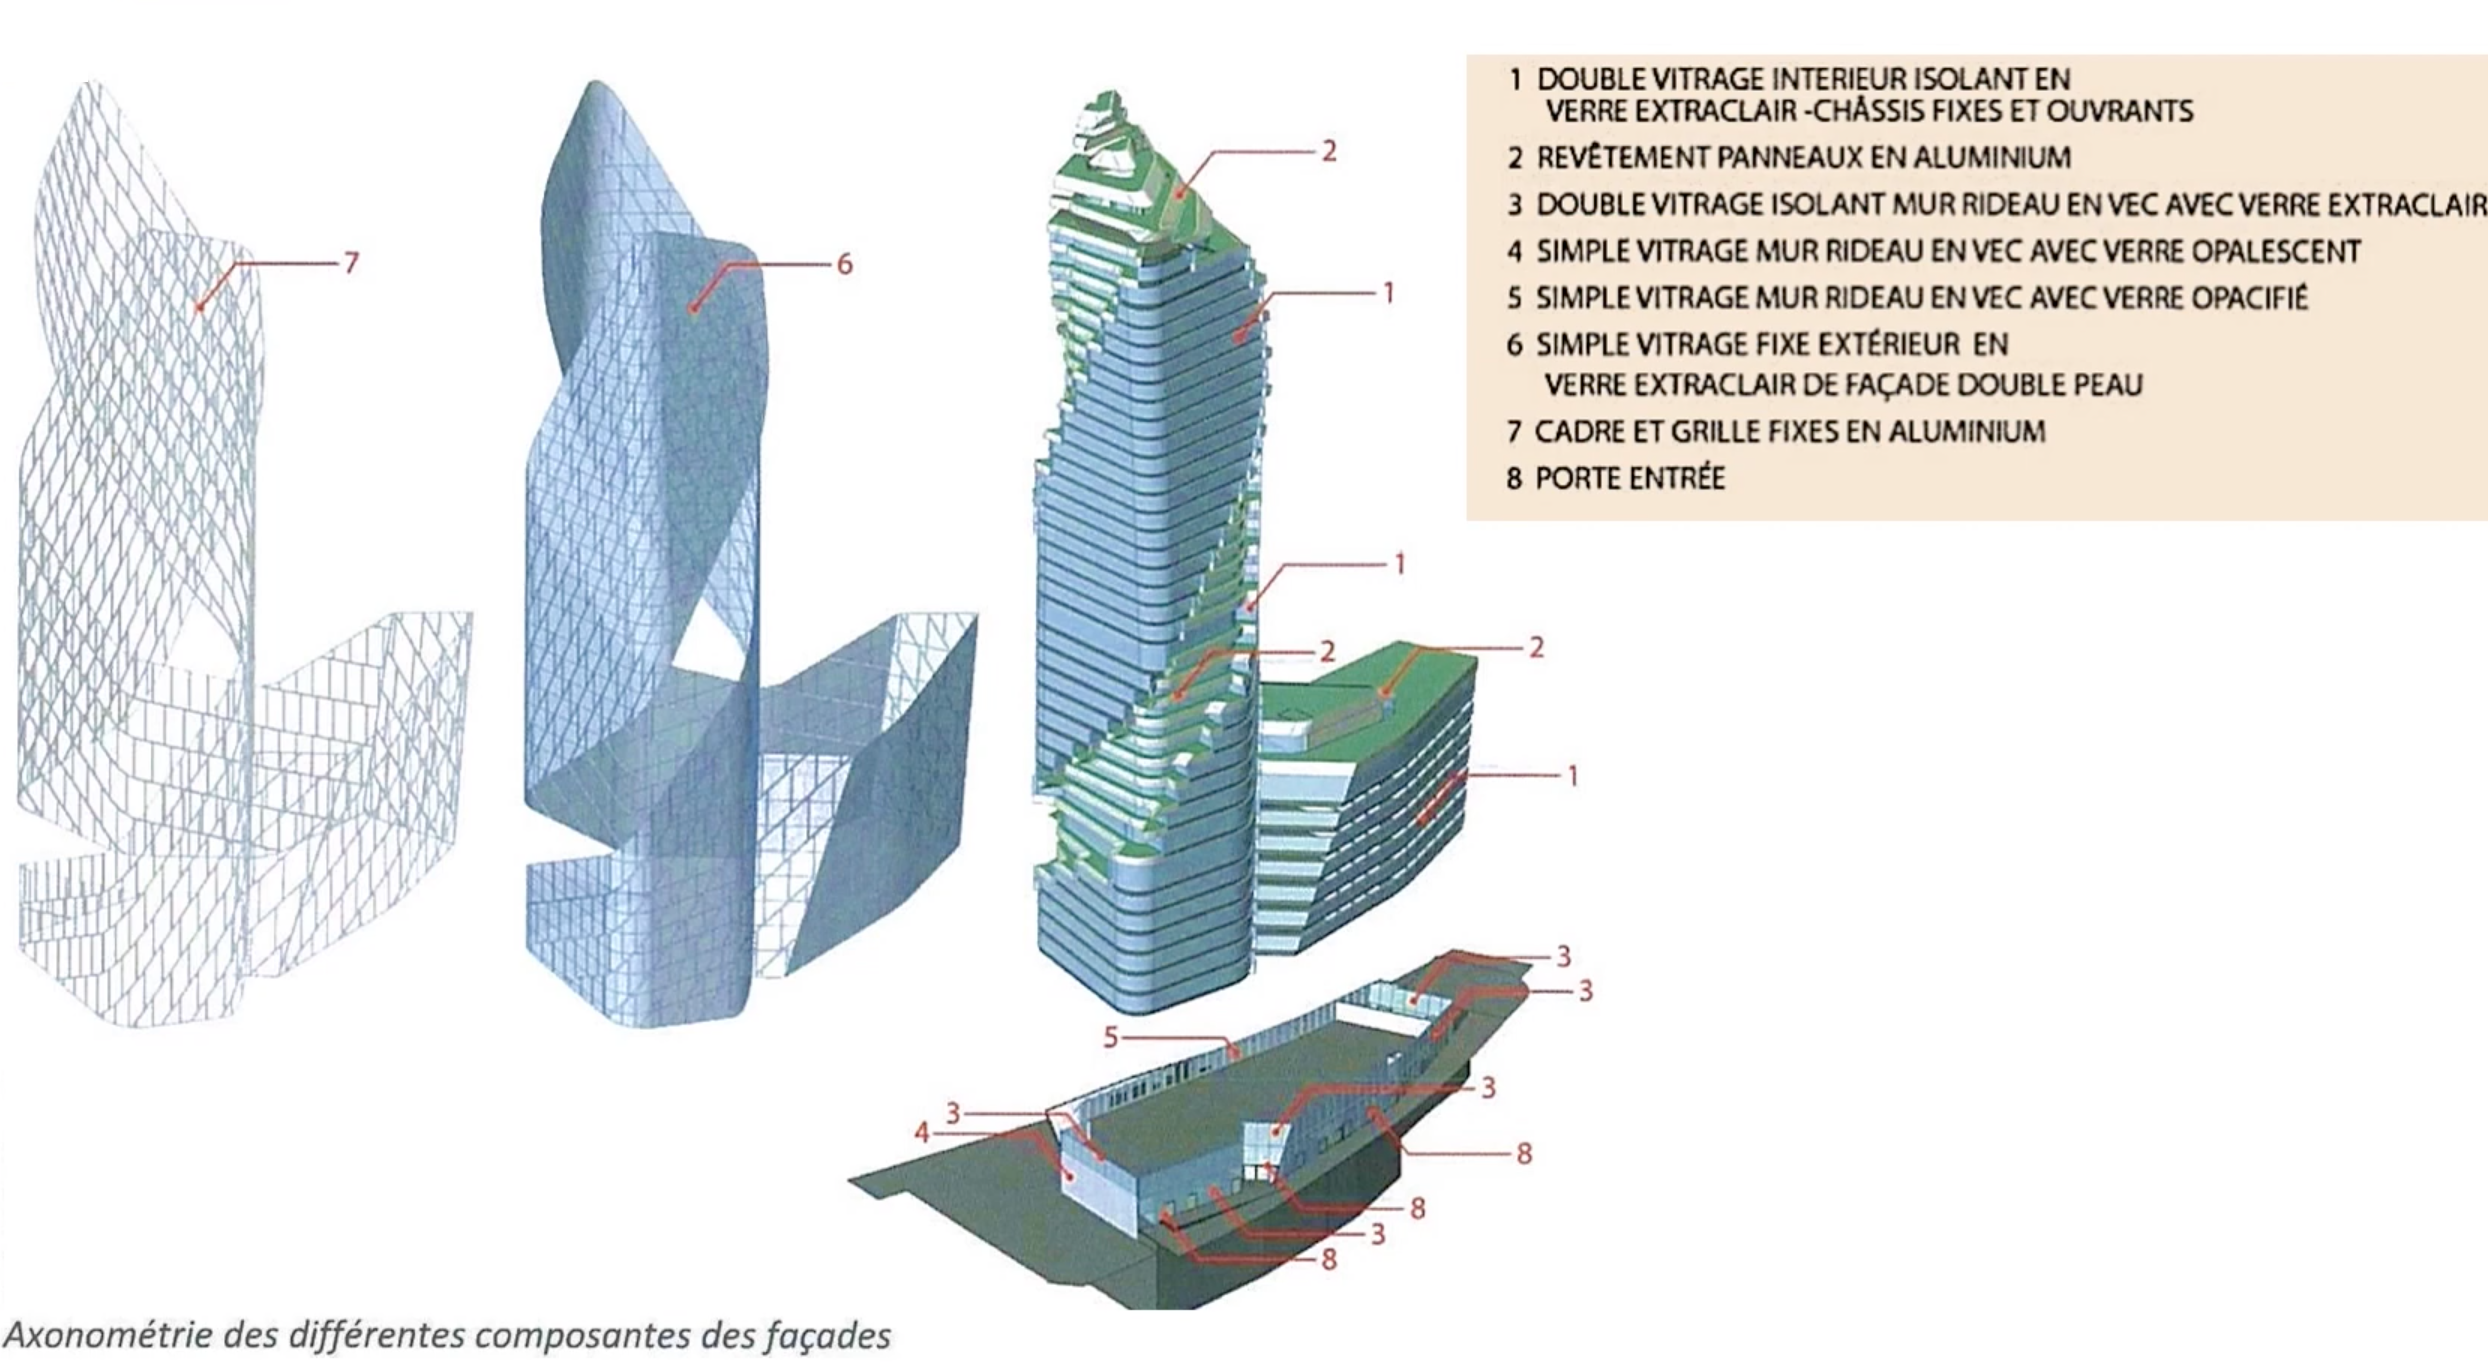 1 DOUBLE VITRAGE INTERIEUR ISOLANT EN
VERRE EXTRACLAIR -CHÂSSIS FIXES ET OUVRANTS
2 REVÊTEMENT PANNEAUX EN ALUMINIUM
3 DOUBLE VITRAGE ISOLANT MUR RIDEAU EN VEC AVEC VERRE EXTRACLAIR
4 SIMPLE VITRAGE MUR RIDEAU EN VEC AVEC VERRE OPALESCENT
5 SIMPLE VITRAGE MUR RIDEAU EN VEC AVEC VERRE OPACIFIÉ
6 SIMPLE VITRAGE FIXE EXTÉRIEUR EN
VERRE EXTRACLAIR DE FAÇADE DOUBLE PEAU
7 CADRE ET GRILLE FIXES EN ALUMINIUM
8 PORTE ENTRÉE
2
7
6
1
1
2
2
1
3
3
5
3
3
4
8
8
3
8
Axonométrie des différentes composantes des façades